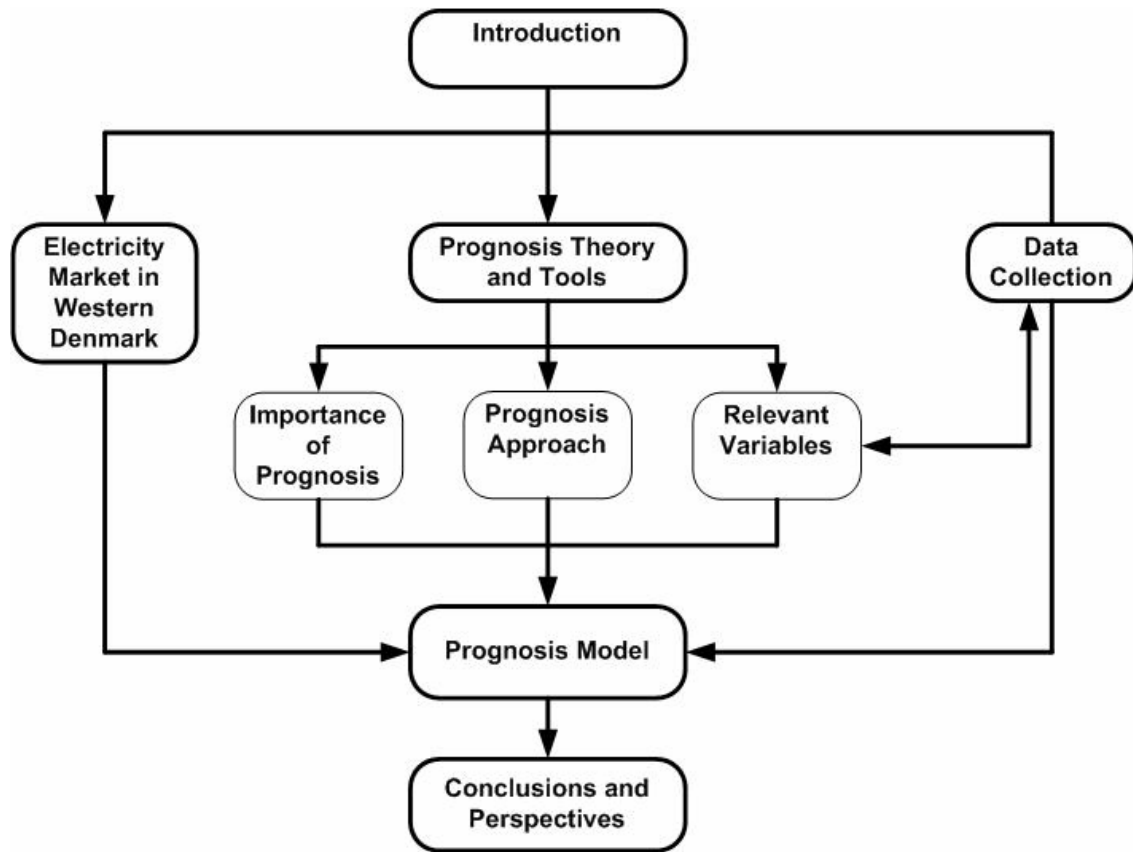 Introduction
Electricity
Market in
Western
Denmark
Prognosis Theory
and Tools
Data
Collection
Importance
of
Prognosis
Prognosis
Approach
Relevant
Variables
Prognosis Model
Conclusions and
Perspectives